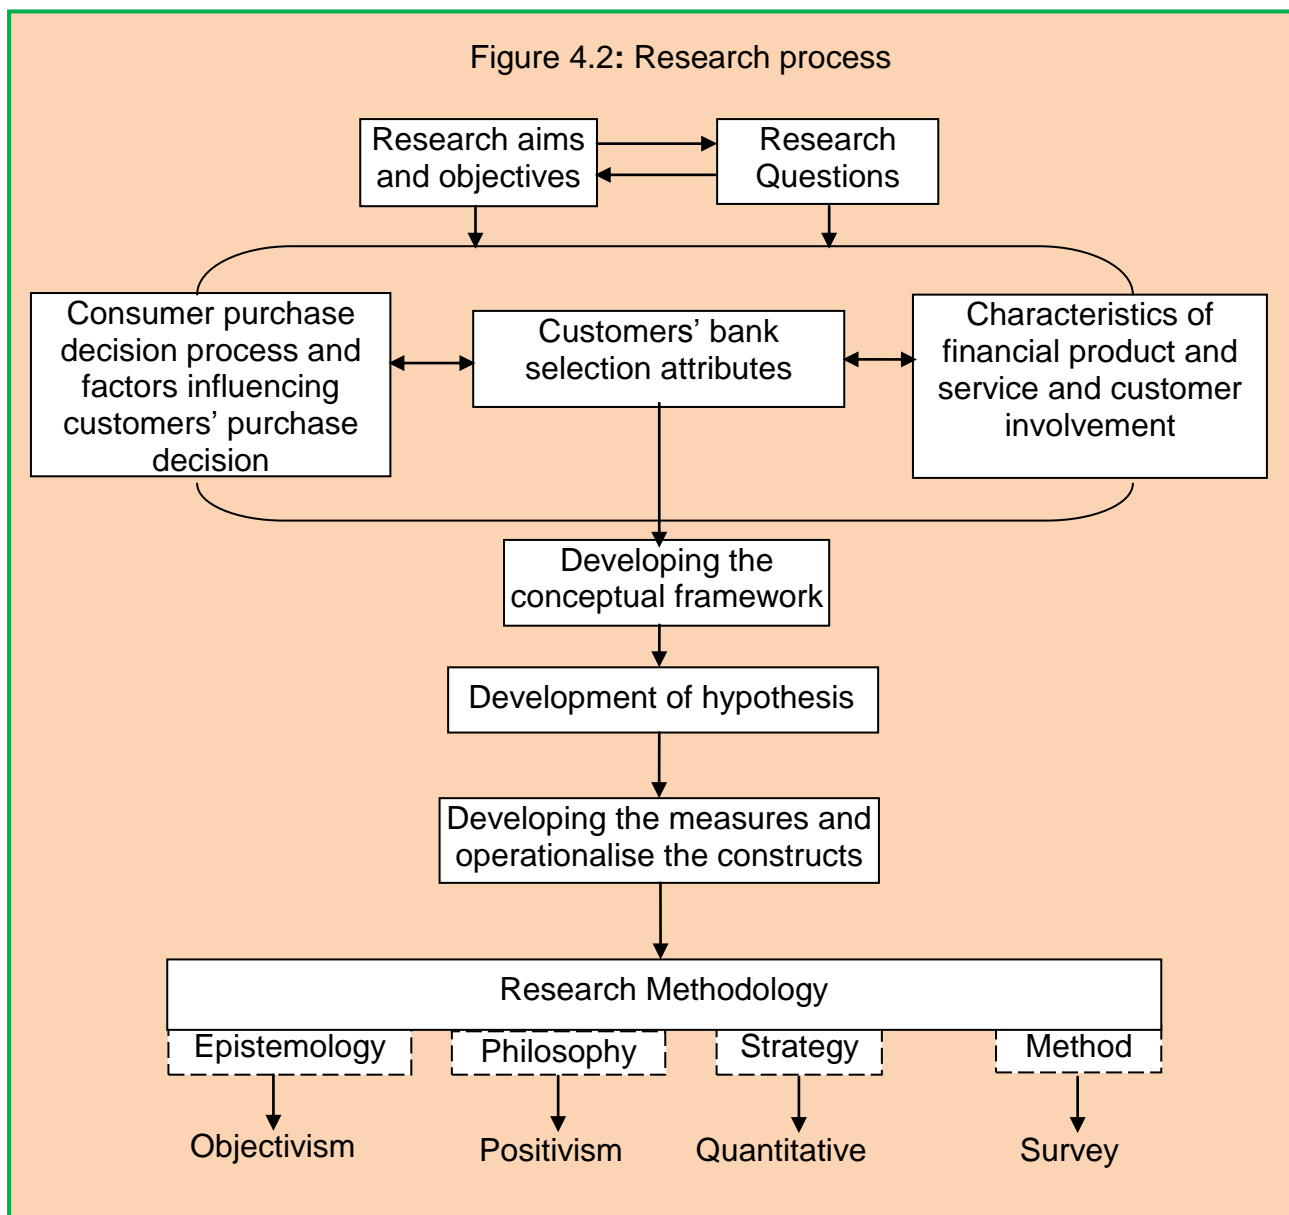 Figure 4.2: Research process
Research aims
and objectives
Research
Questions
Consumer purchase
decision process and
factors influencing
customers’ purchase
decision
Customers’ bank
selection attributes
Characteristics of
financial product and
service and customer
involvement
Developing the
conceptual framework
Development of hypothesis
Developing the measures and
operationalise the constructs
Research Methodology
Epistemology
Philosophy
Strategy
Method
Objectivism
Positivism
Quantitative
Survey